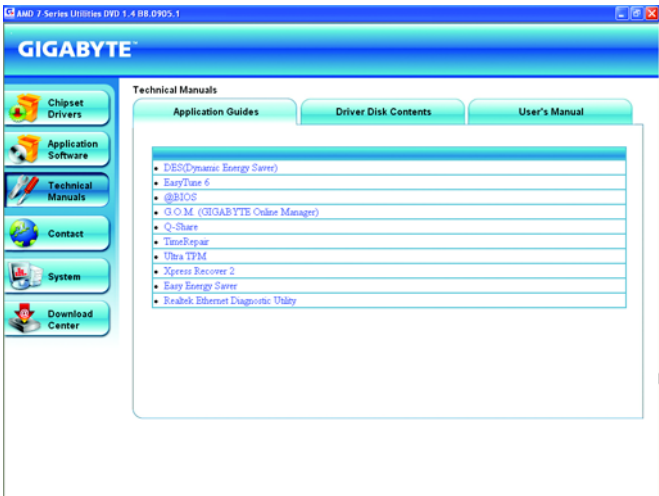 AMD 7-Series Utilities DVD 1.4 B8.0905.1
GIGABYTE™
Chipset
Drivers
Application
Software
Technical
Manuals
Contact
System
Download
Center
Technical Manuals
Application Guides
Driver Disk Contents
User's Manual
• DES(Dynamic Energy Saver)
• EasyTune 6
• @BIOS
• G.O.M. (GIGABYTE Online Manager)
• Q-Share
• TimeRepair
• Ultra TPM
• Xpress Recover 2
• Easy Energy Saver
• Realtek Ethernet Diagnostic Utility